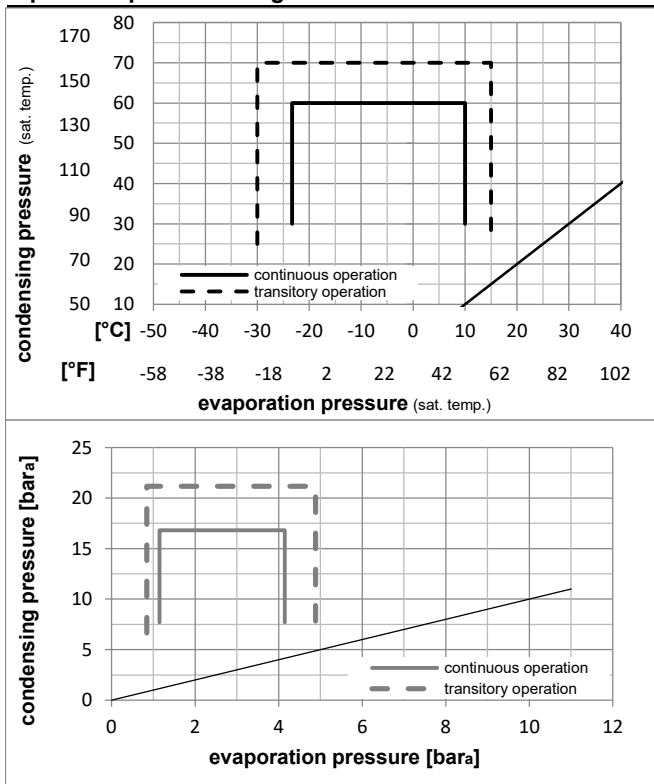 170 80
70
150 60
130 50
110 40
90 30
70 20
50 10
condensing pressure (sat. temp.)
continuous operation
transitory operation
[°C] -50 -40 -30 -20 -10 0 10 20 30 40
[°F] -58 -38 -18 2 22 42 62 82 102
evaporation pressure (sat. temp.)
condensing pressure [bara]
25
20
15
10
5
0
continuous operation
transitory operation
0 2 4 6 8 10 12
evaporation pressure [bara]